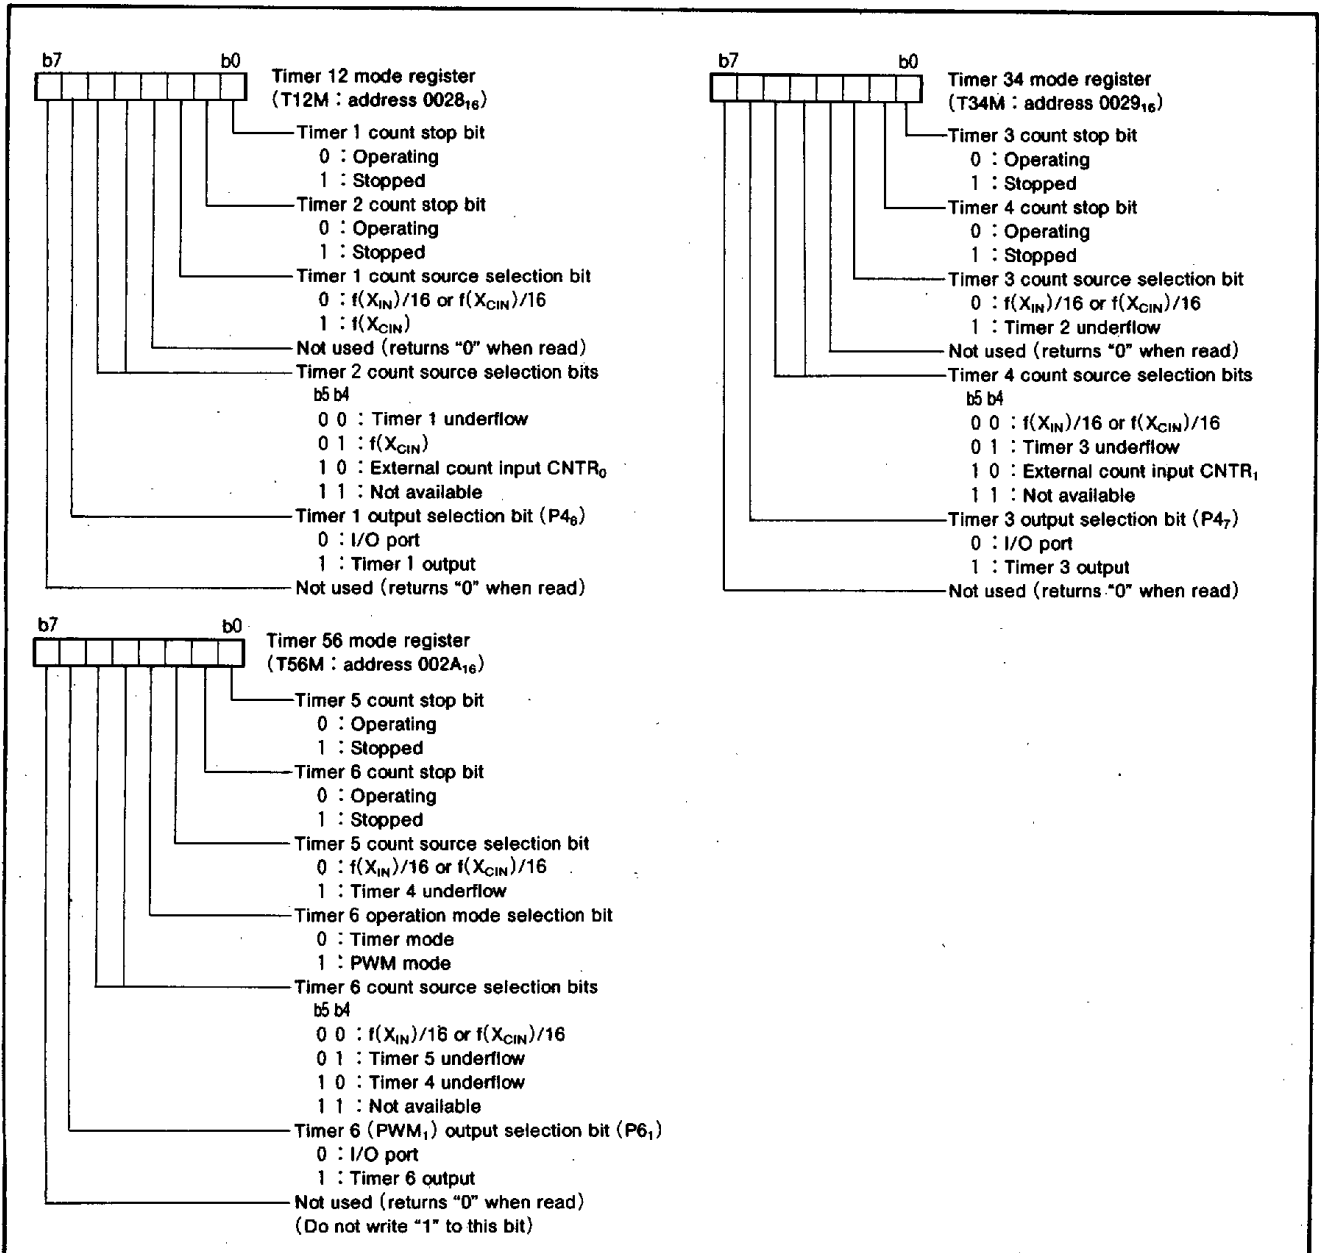 b7 b0
Timer 12 mode register
(T12M : address 0028₁₆)
Timer 1 count stop bit
0 : Operating
1 : Stopped
Timer 2 count stop bit
0 : Operating
1 : Stopped
Timer 1 count source selection bit
0 : f(X_IN)/16 or f(X_CIN)/16
1 : f(X_CIN)
Not used (returns "0" when read)
Timer 2 count source selection bits
b5 b4
0 0 : Timer 1 underflow
0 1 : f(X_CIN)
1 0 : External count input CNTR₀
1 1 : Not available
Timer 1 output selection bit (P4₆)
0 : I/O port
1 : Timer 1 output
Not used (returns "0" when read)
b7 b0
Timer 34 mode register
(T34M : address 0029₁₆)
Timer 3 count stop bit
0 : Operating
1 : Stopped
Timer 4 count stop bit
0 : Operating
1 : Stopped
Timer 3 count source selection bit
0 : f(X_IN)/16 or f(X_CIN)/16
1 : Timer 2 underflow
Not used (returns "0" when read)
Timer 4 count source selection bits
b5 b4
0 0 : f(X_IN)/16 or f(X_CIN)/16
0 1 : Timer 3 underflow
1 0 : External count input CNTR₁
1 1 : Not available
Timer 3 output selection bit (P4₇)
0 : I/O port
1 : Timer 3 output
Not used (returns "0" when read)
b7 b0
Timer 56 mode register
(T56M : address 002A₁₆)
Timer 5 count stop bit
0 : Operating
1 : Stopped
Timer 6 count stop bit
0 : Operating
1 : Stopped
Timer 5 count source selection bit
0 : f(X_IN)/16 or f(X_CIN)/16
1 : Timer 4 underflow
Timer 6 operation mode selection bit
0 : Timer mode
1 : PWM mode
Timer 6 count source selection bits
b5 b4
0 0 : f(X_IN)/16 or f(X_CIN)/16
0 1 : Timer 5 underflow
1 0 : Timer 4 underflow
1 1 : Not available
Timer 6 (PWM₁) output selection bit (P6₁)
0 : I/O port
1 : Timer 6 output
Not used (returns "0" when read)
(Do not write "1" to this bit)